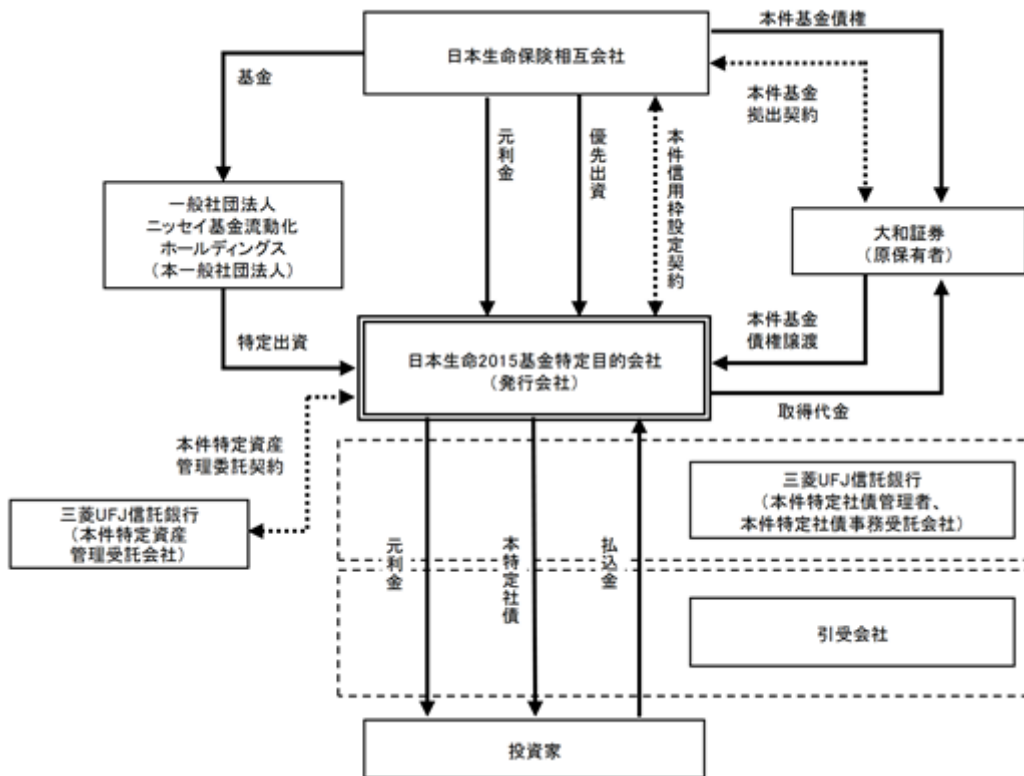 本件基金債権
日本生命保険相互会社
基金
本件基金
拠出契約
元利金
優先出資
本件信用枠設定契約
一般社団法人
ニッセイ基金流動化
ホールディングス
（本一般社団法人）
大和証券
（原保有者）
特定出資
本件基金
債権譲渡
日本生命2015基金特定目的会社
（発行会社）
取得代金
本件特定資産
管理委託契約
三菱UFJ信託銀行
（本件特定社債管理者、
本件特定社債事務受託会社）
三菱UFJ信託銀行
（本件特定資産
管理受託会社）
元利金
本特定社債
払込金
引受会社
投資家